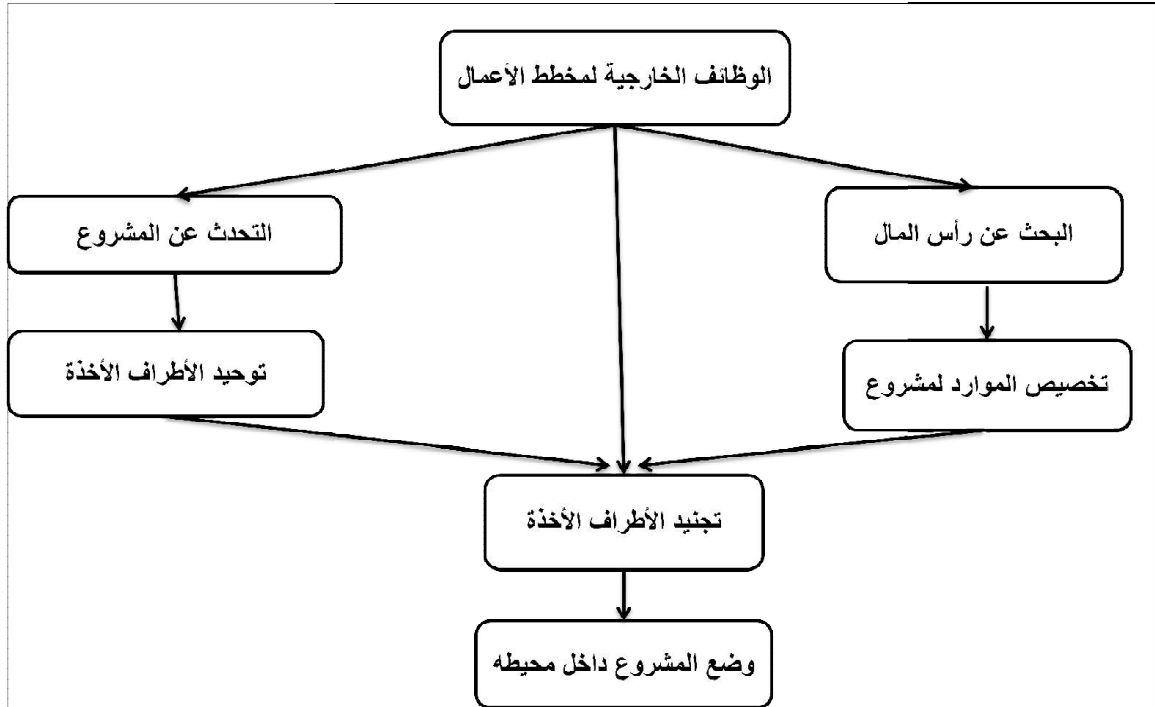 الوظائف الخارجية لمخطط الأعمال
البحث عن رأس المال
التحدث عن المشروع
تخصيص الموارد لمشروع
توحيد الأطراف الأخذة
تجنيد الأطراف الأخذة
وضع المشروع داخل محيطه